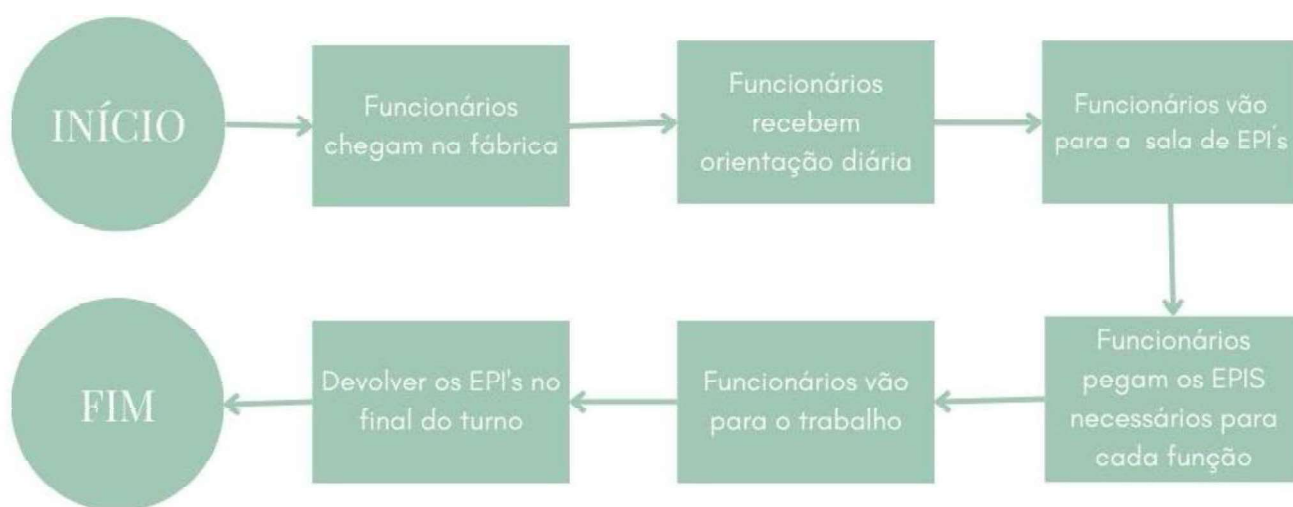 INÍCIO
Funcionários
chegam na fábrica
Funcionários
recebem
orientação diária
Funcionários vão
para a sala de EPI´s
Funcionários
pegam os EPIS
necessários para
cada função
Funcionários vão
para o trabalho
Devolver os EPI's no
final do turno
FIM